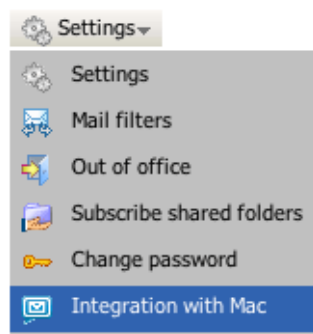 Settings
Settings
Mail filters
Out of office
Subscribe shared folders
Change password
Integration with Mac